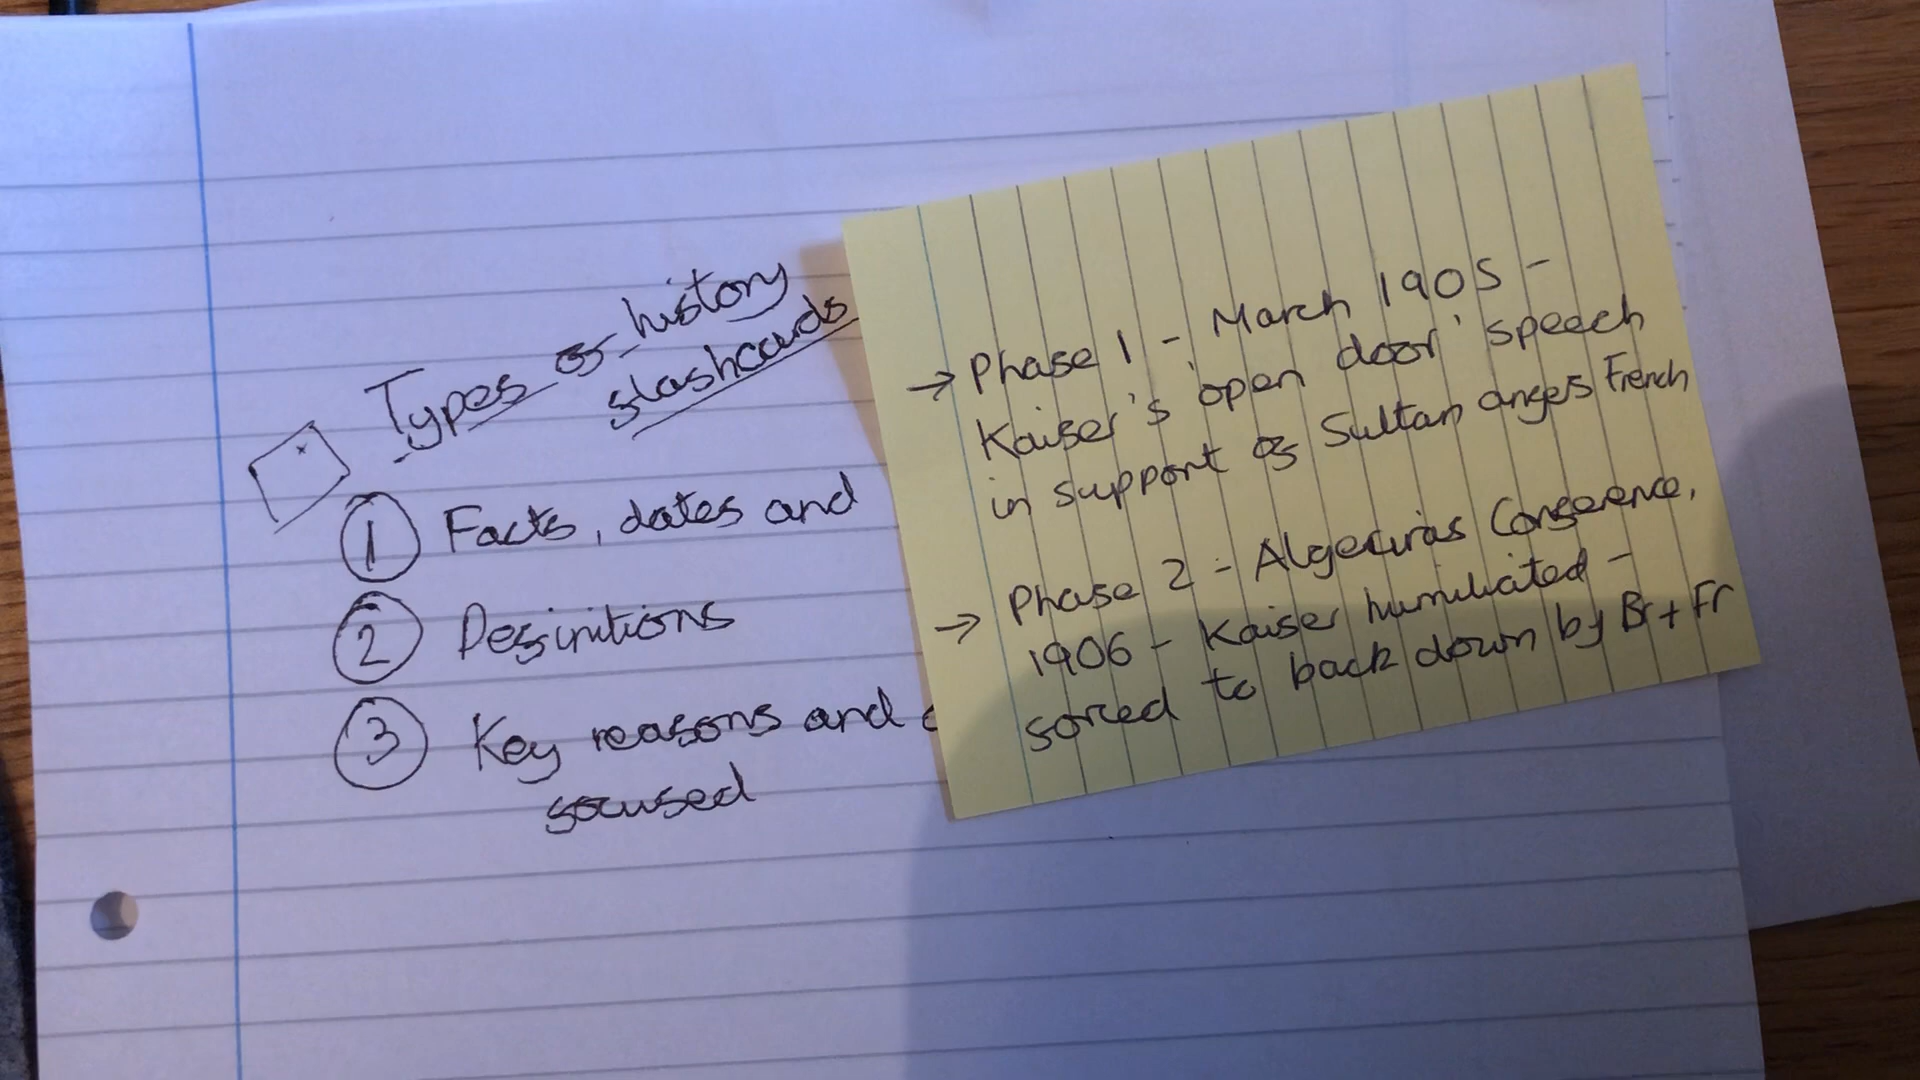 Types of history
flashcards
① Facts, dates and
② Definitions
③ Key reasons and
focused
→ Phase 1 - March 1905 -
Kaiser's 'open door' speech
in support of Sultan angers French
→ Phase 2 - Algeciras Conference,
1906 - Kaiser humiliated -
forced to back down by Br + Fr